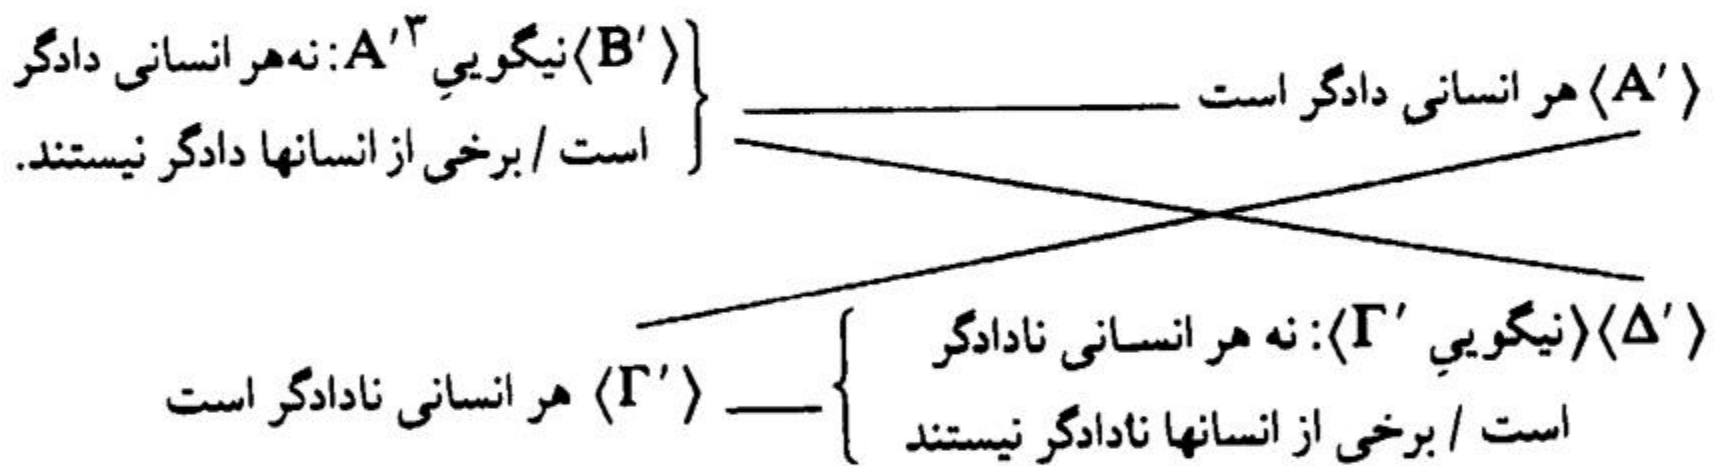 ⟨A′⟩ هر انسانی دادگر است
⟨B′⟩ نیگوییِ A′۳: نه‌هر انسانی دادگر
است / برخی از انسانها دادگر نیستند.
⟨Δ′⟩⟨نیگوییِ Γ′⟩: نه هر انسانی نادادگر
است / برخی از انسانها نادادگر نیستند
⟨Γ′⟩ هر انسانی نادادگر است